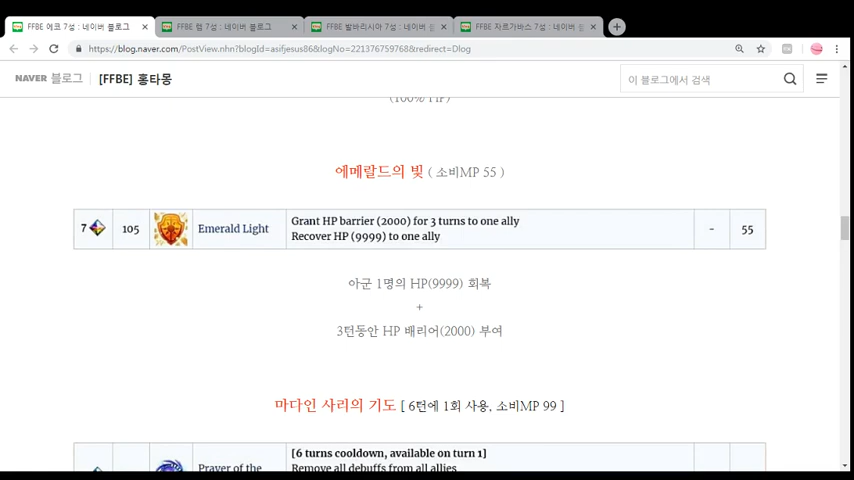 FFBE 에코 7성 : 네이버 블로그
FFBE 렘 7성 : 네이버 블로그
FFBE 발바리시아 7성 : 네이버 블
FFBE 자르가바스 7성 : 네이버 블
https://blog.naver.com/PostView.nhn?blogId=asifjesus86&logNo=221376759768&redirect=Dlog
NAVER 블로그 [FFBE] 홍타몽
이 블로그에서 검색
(100% HP)
에메랄드의 빛 ( 소비MP 55 )
7 105 Emerald Light
Grant HP barrier (2000) for 3 turns to one ally
Recover HP (9999) to one ally
- 55
아군 1명의 HP(9999) 회복
+
3턴동안 HP 배리어(2000) 부여
마다인 사리의 기도 [ 6턴에 1회 사용, 소비MP 99 ]
[6 turns cooldown, available on turn 1]
Prayer of the Remove all debuffs from all allies